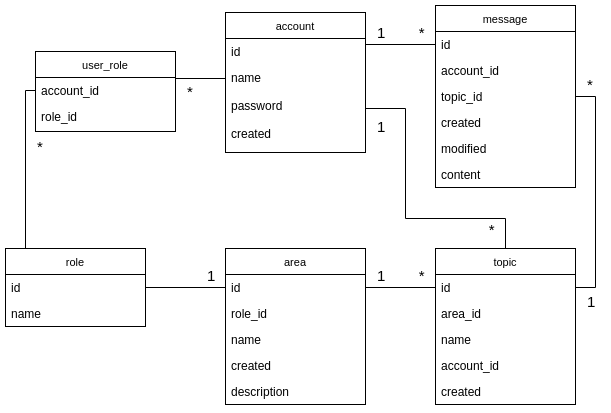 user_role
account_id
role_id
*
*
account
id
name
password
created
1
*
1
message
id
account_id
topic_id
created
modified
content
*
role
id
name
1
area
id
role_id
name
created
description
1
*
*
topic
id
area_id
name
account_id
created
1